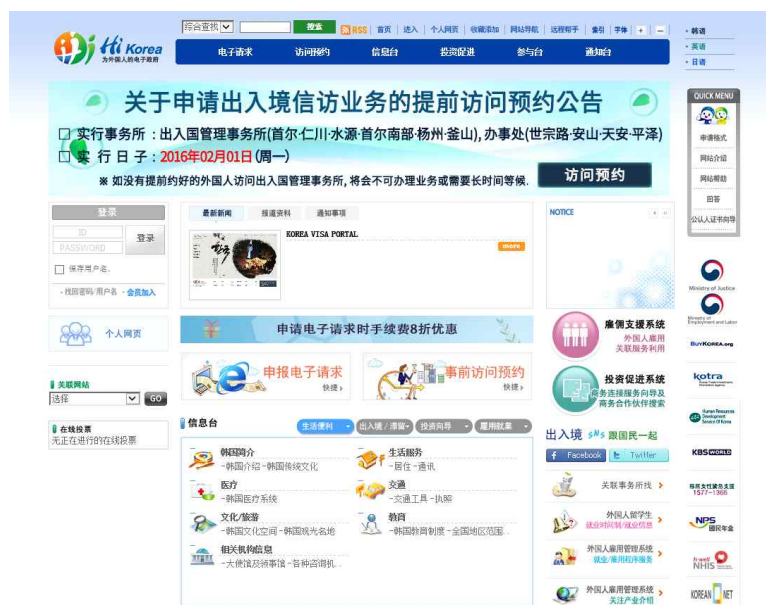 Hi Korea
为外国人的电子政府
综合查找 搜索 RSS 首页 进入 个人网页 收藏添加 网站导航 远程帮手 索引 字体 + -
电子请求 访问预约 信息台 投资促进 参与台 通知台
· 韩语
· 英语
· 日语
关于申请出入境信访业务的提前访问预约公告
□ 实行事务所 : 出入国管理事务所(首尔·仁川·水源·首尔南部·杨州·釜山), 办事处(世宗路·安山·天安·平泽)
□ 实 行 日 子 : 2016年02月01日 (周一)
※ 如没有提前约好的外国人访问出入国管理事务所, 将会不可办理业务或需要长时间等候.
访问预约
QUICK MENU
申请格式
网站介绍
网站帮助
回答
公认人证书向导
登录
ID
PASSWORD
登录
保存用户名.
- 找回密码/用户名 - 会员加入
个人网页
关联网站
选择 GO
在线投票
无正在进行的在线投票
最新新闻 报道资料 通知事项
KOREA VISA PORTAL
more
NOTICE
申请电子请求时手续费8折优惠
申报电子请求
快捷
事前访问预约
快捷
信息台
生活便利 出入境 / 滞留 投资向导 雇用就业
韩国简介
-韩国介绍 -韩国传统文化
生活服务
-居住 -通讯
医疗
-韩国医疗系统
交通
-交通工具 -执照
文化/旅游
-韩国文化空间 -韩国观光名地
教育
-韩国教育制度 -全国地区范围..
相关机构信息
-大使馆及领事馆 -各种咨询机..
雇佣支援系统
外国人雇用
关联服务利用
投资促进系统
商务连接服务向导及
商务合作伙伴搜索
出入境 SNS 跟国民一起
Facebook Twitter
关联事务所找
外国人留学生
就业时间制/就业信息
外国人雇用管理系统
就业/雇用程序服务
外国人雇用管理系统
关注产业介绍
Ministry of Justice
Ministry of
Employment and Labor
BUYKOREA.org
kotra
Human Resources
Development
Service Of Korea
KBS WORLD
1577-1366
NPS
国民年金
h-well
NHIS
KOREAN NET